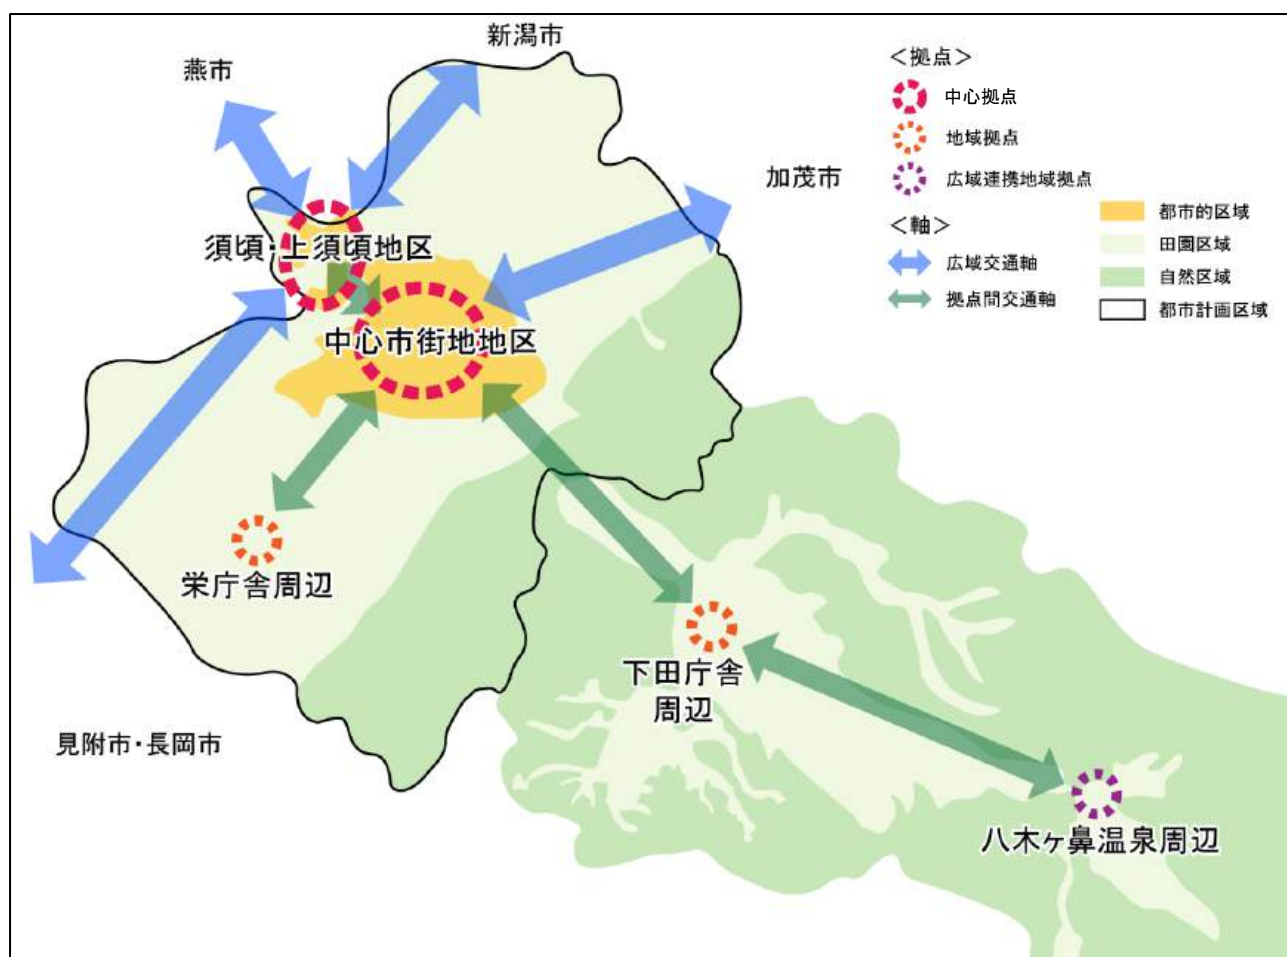 新潟市
燕市
加茂市
須頃・上須頃地区
中心市街地地区
栄庁舎周辺
下田庁舎
周辺
見附市・長岡市
八木ヶ鼻温泉周辺
＜拠点＞
中心拠点
地域拠点
広域連携地域拠点
＜軸＞
広域交通軸
拠点間交通軸
都市的区域
田園区域
自然区域
都市計画区域